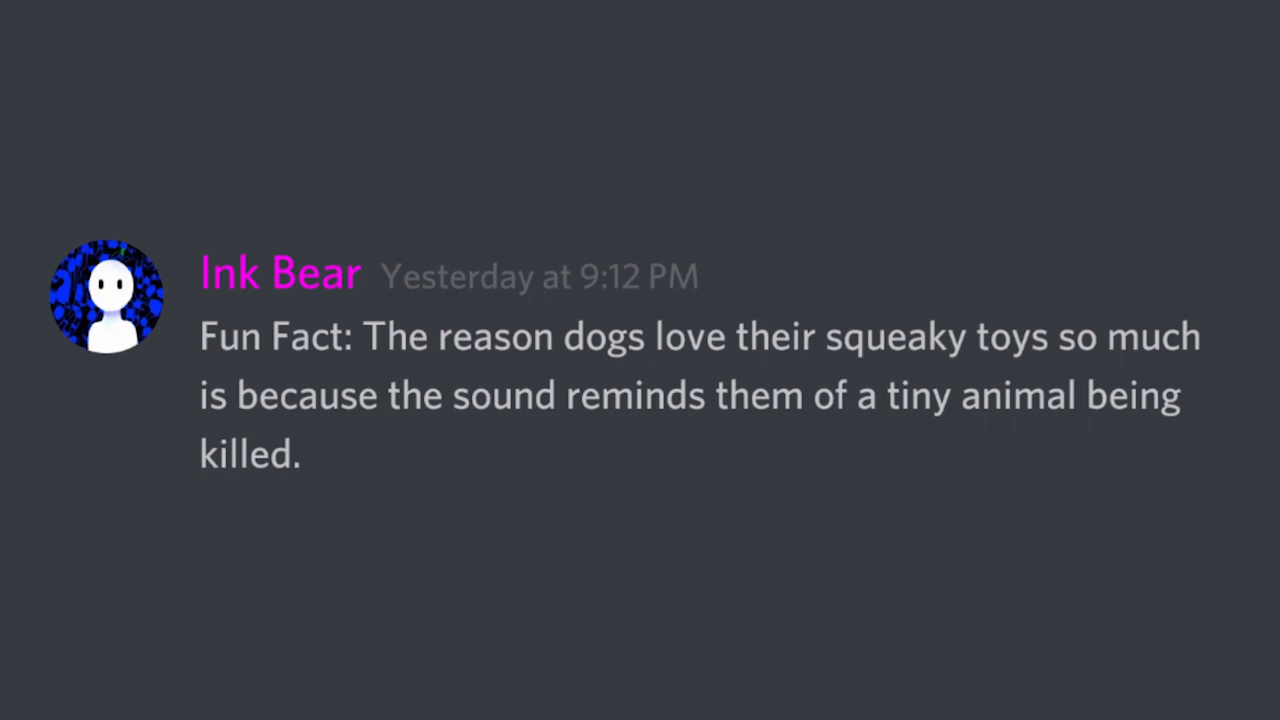 Ink Bear Yesterday at 9:12 PM
Fun Fact: The reason dogs love their squeaky toys so much
is because the sound reminds them of a tiny animal being
killed.